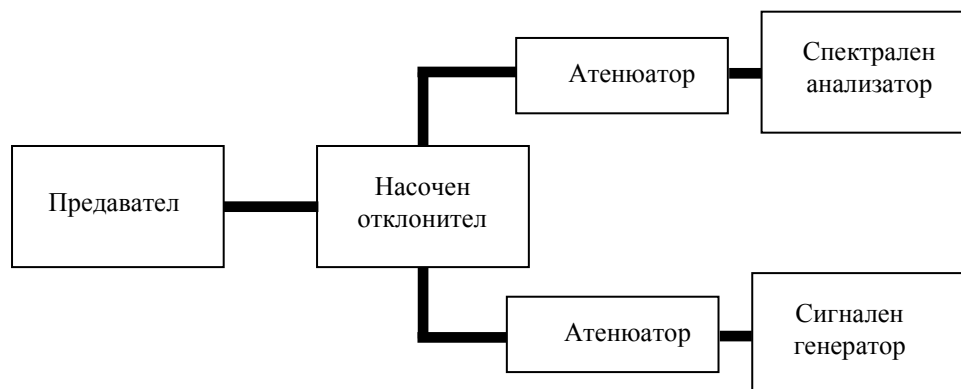 Спектрален
анализатор
Атенюатор
Предавател
Насочен
отклонител
Атенюатор
Сигнален
генератор